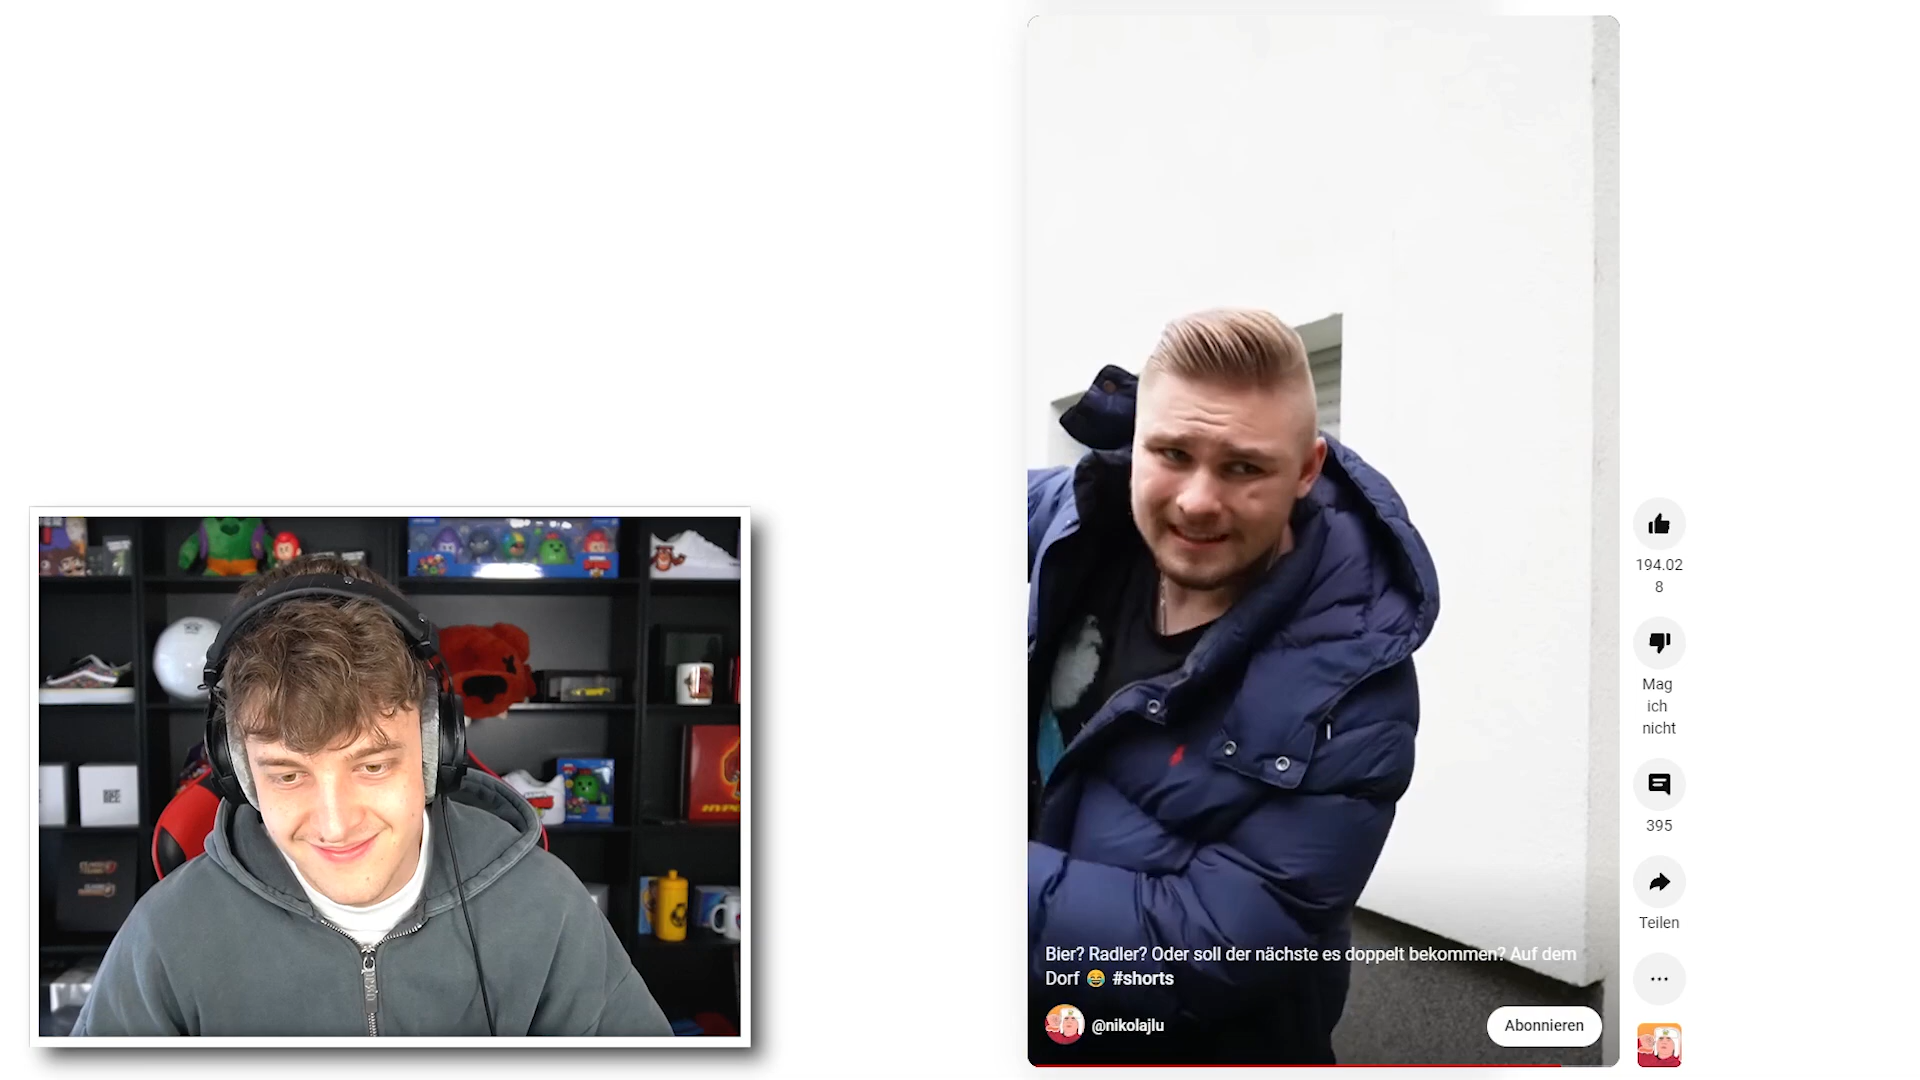 194.02
8
Mag
ich
nicht
395
Teilen
Bier? Radler? Oder soll der nächste es doppelt bekommen? Auf dem
Dorf 😂 #shorts
@nikolajlu
Abonnieren